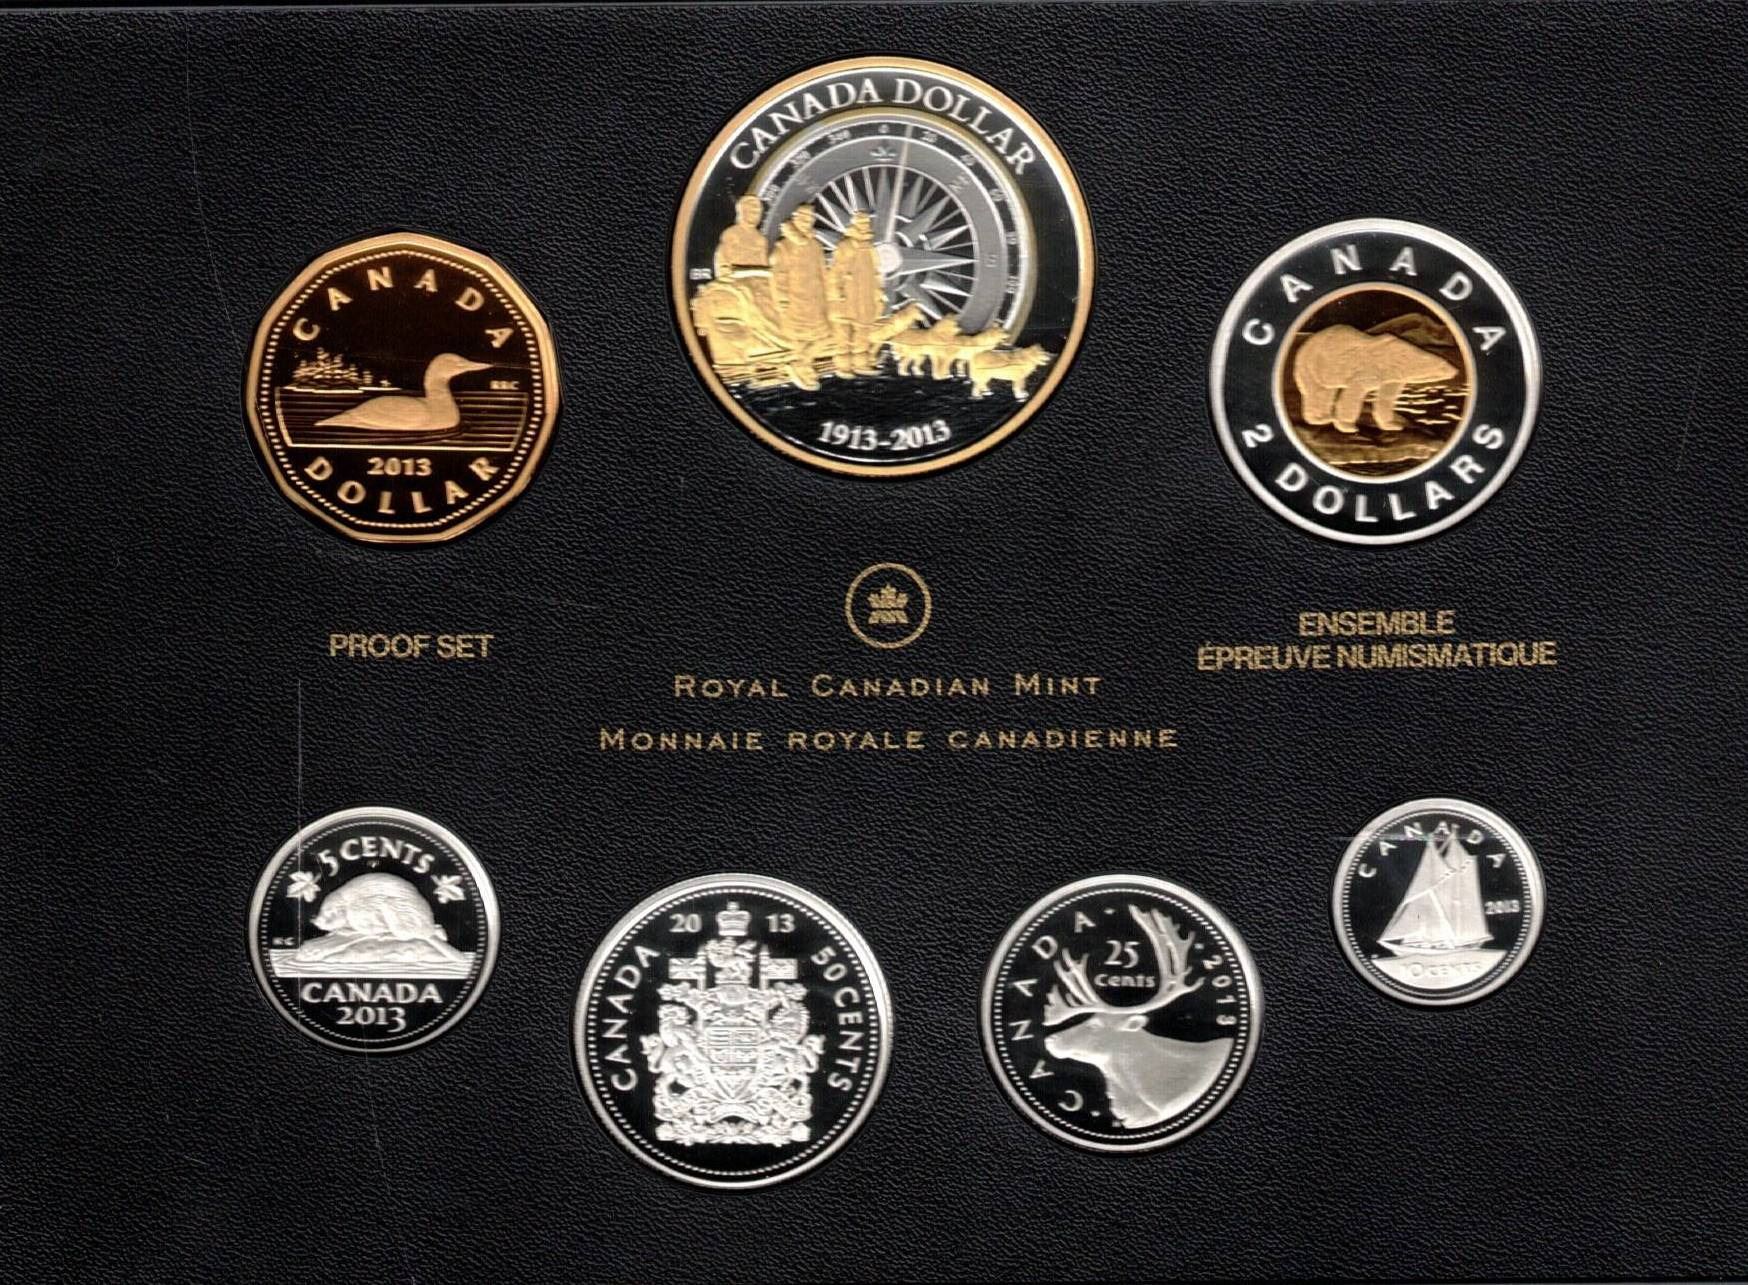 CANADA DOLLAR
BR
1913-2013
CANADA
RRC
2013
DOLLAR
CANADA
2 DOLLARS
PROOF SET
ENSEMBLE
ÉPREUVE NUMISMATIQUE
ROYAL CANADIAN MINT
MONNAIE ROYALE CANADIENNE
5 CENTS
CANADA
2013
20 13
CANADA
50 CENTS
CANADA
25
cents
2013
CANADA
2013
10 CENTS